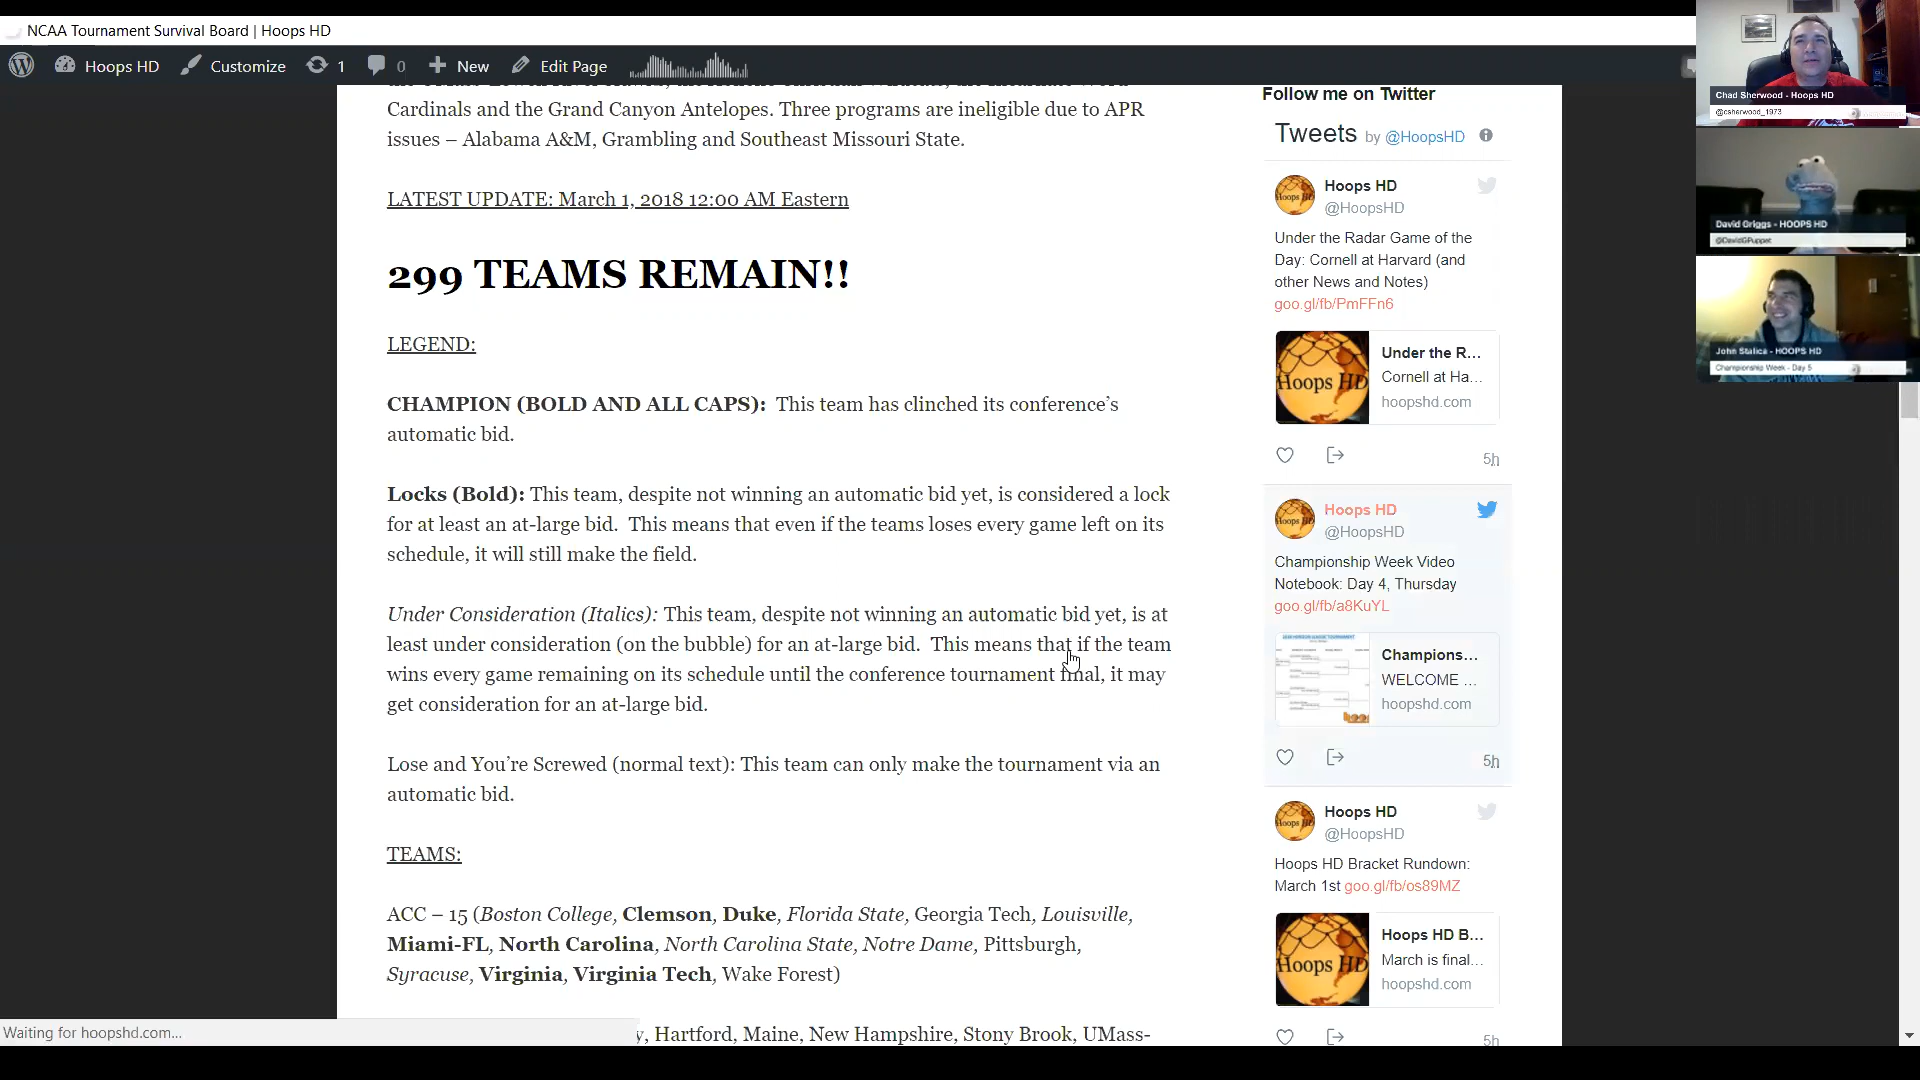 NCAA Tournament Survival Board | Hoops HD
Hoops HD
Customize
1
0
New
Edit Page
Cardinals and the Grand Canyon Antelopes. Three programs are ineligible due to APR
issues – Alabama A&M, Grambling and Southeast Missouri State.
LATEST UPDATE: March 1, 2018 12:00 AM Eastern
299 TEAMS REMAIN!!
LEGEND:
CHAMPION (BOLD AND ALL CAPS): This team has clinched its conference’s
automatic bid.
Locks (Bold): This team, despite not winning an automatic bid yet, is considered a lock
for at least an at-large bid. This means that even if the teams loses every game left on its
schedule, it will still make the field.
Under Consideration (Italics): This team, despite not winning an automatic bid yet, is at
least under consideration (on the bubble) for an at-large bid. This means that if the team
wins every game remaining on its schedule until the conference tournament final, it may
get consideration for an at-large bid.
Lose and You’re Screwed (normal text): This team can only make the tournament via an
automatic bid.
TEAMS:
ACC – 15 (Boston College, Clemson, Duke, Florida State, Georgia Tech, Louisville,
Miami-FL, North Carolina, North Carolina State, Notre Dame, Pittsburgh,
Syracuse, Virginia, Virginia Tech, Wake Forest)
y, Hartford, Maine, New Hampshire, Stony Brook, UMass-
Waiting for hoopshd.com...
Follow me on Twitter
Tweets by @HoopsHD
Hoops HD
@HoopsHD
Under the Radar Game of the
Day: Cornell at Harvard (and
other News and Notes)
goo.gl/fb/PmFFn6
Hoops HD
Under the R...
Cornell at Ha...
hoopshd.com
5h
Hoops HD
@HoopsHD
Championship Week Video
Notebook: Day 4, Thursday
goo.gl/fb/a8KuYL
Champions...
WELCOME ...
hoopshd.com
5h
Hoops HD
@HoopsHD
Hoops HD Bracket Rundown:
March 1st goo.gl/fb/os89MZ
Hoops HD
Hoops HD B...
March is final...
hoopshd.com
5h
Chad Sherwood - Hoops HD
@csherwood_1973
David Griggs - HOOPS HD
@DavidGPuppet
John Stalica - HOOPS HD
Championship Week - Day 5